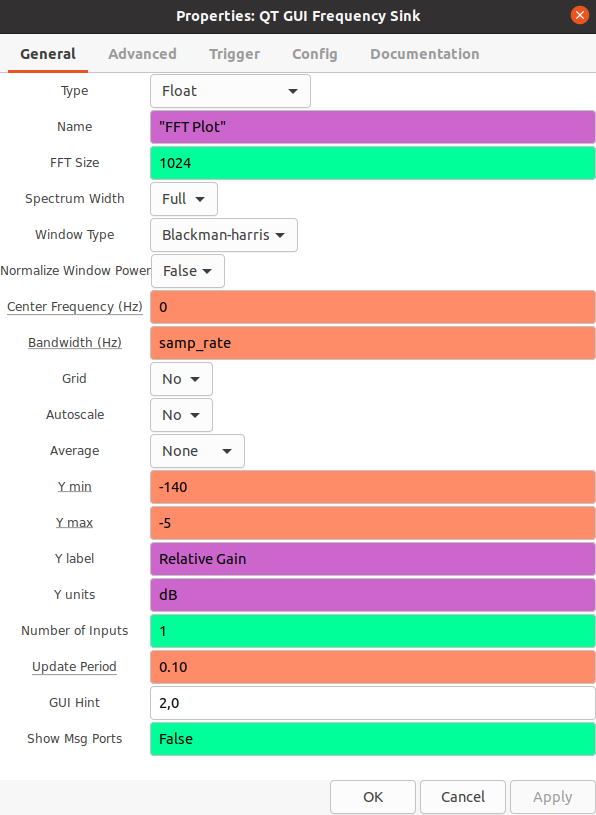 Properties: QT GUI Frequency Sink
General Advanced Trigger Config Documentation
Type Float
Name "FFT Plot"
FFT Size 1024
Spectrum Width Full
Window Type Blackman-harris
Normalize Window Power False
Center Frequency (Hz) 0
Bandwidth (Hz) samp_rate
Grid No
Autoscale No
Average None
Y min -140
Y max -5
Y label Relative Gain
Y units dB
Number of Inputs 1
Update Period 0.10
GUI Hint 2,0
Show Msg Ports False
OK Cancel Apply